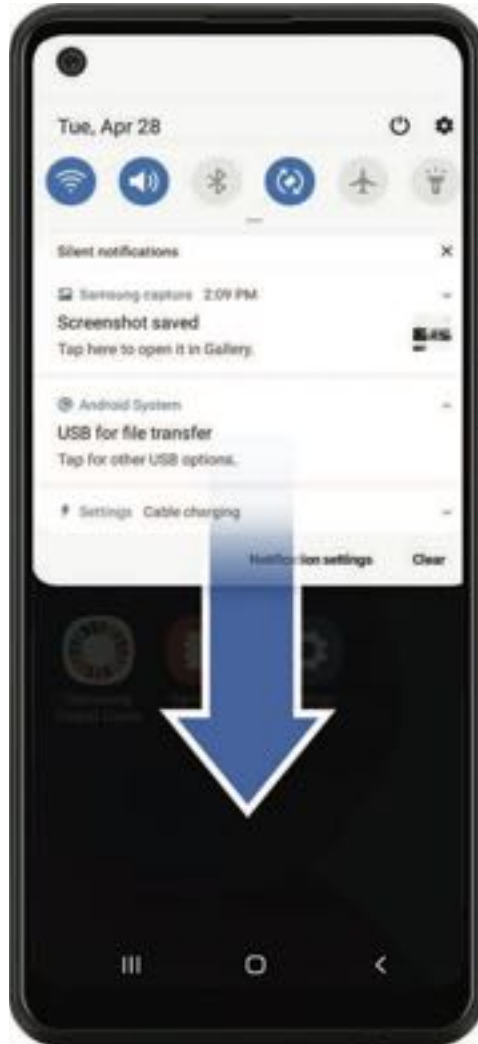 Tue, Apr 28
Silent notifications
Samsung capture 2:09 PM
Screenshot saved
Tap here to open it in Gallery.
Android System
USB for file transfer
Tap for other USB options.
Settings Cable charging
Notification settings Clear